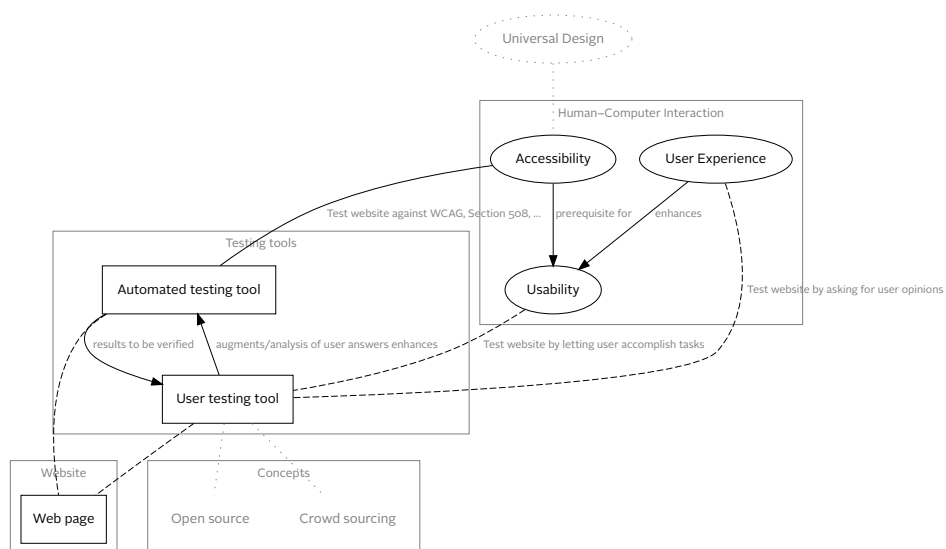 Universal Design
Human–Computer Interaction
Accessibility
User Experience
Test website against WCAG, Section 508, ...
prerequisite for
enhances
Testing tools
Automated testing tool
Usability
Test website by asking for user opinions
results to be verified
augments/analysis of user answers enhances
Test website by letting user accomplish tasks
User testing tool
Website
Concepts
Web page
Open source
Crowd sourcing